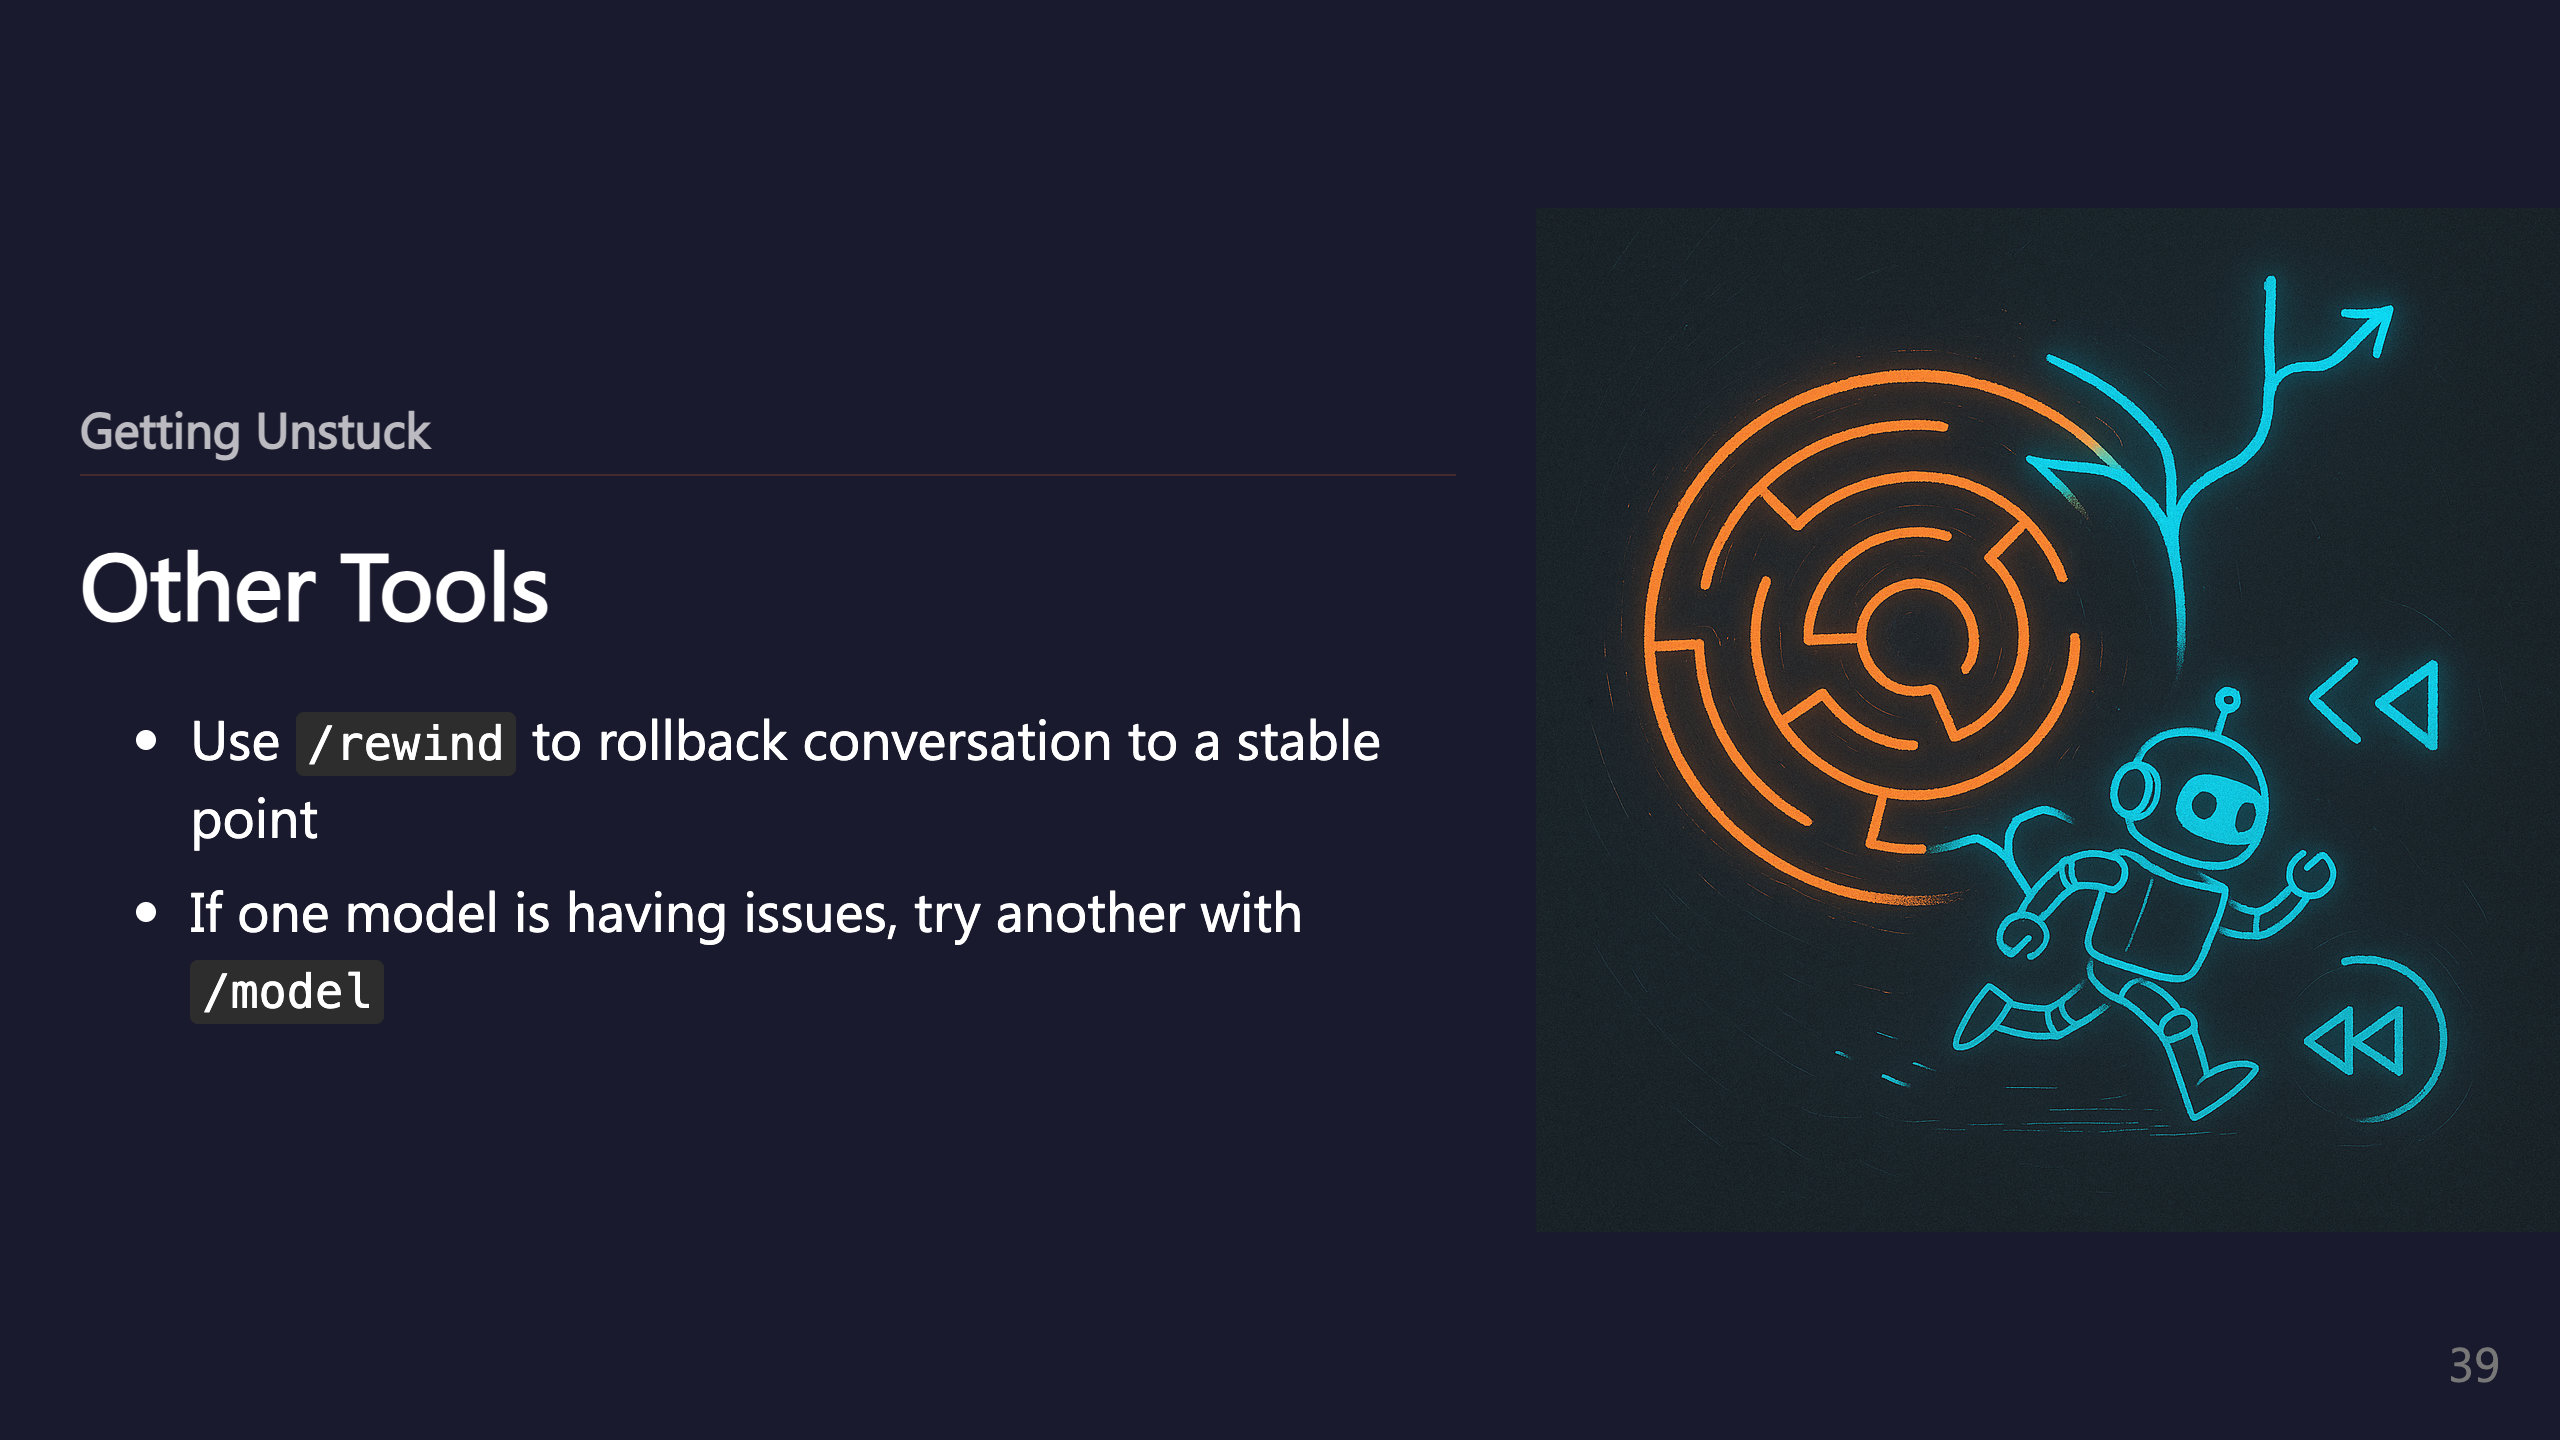 Getting Unstuck
Other Tools
• Use /rewind to rollback conversation to a stable
point
• If one model is having issues, try another with
/model
39